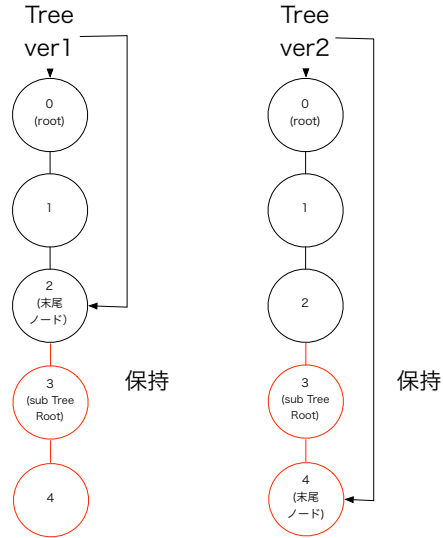 Tree
ver1
0
(root)
1
2
(末尾
ノード）
3
(sub Tree
Root)
4
保持
Tree
ver2
0
(root)
1
2
3
(sub Tree
Root)
4
(末尾
ノード)
保持